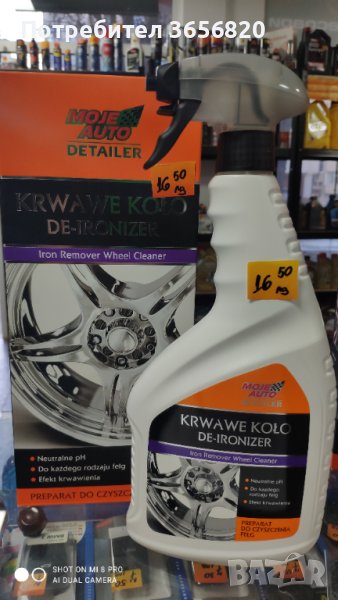 Потребител 3656820
MOJE
AUTO
DETAILER
16 50
лв
KRWAWE KOŁO
DE-IRONIZER
Iron Remover Wheel Cleaner
Neutralne pH
Do każdego rodzaju felg
Efekt krwawienia
PREPARAT DO CZYSZCZ
16 50
лв
MOJE
AUTO
KRWAWE KOŁO
DE-IRONIZER
Iron Remover Wheel Cleaner
Neutralne pH
Do każdego
rodzaju felg
Efekt krwawienia
PREPARAT
DO CZYSZCZENIA
FELG
SHOT ON MI 8 PRO
AI DUAL CAMERA
BAZAR